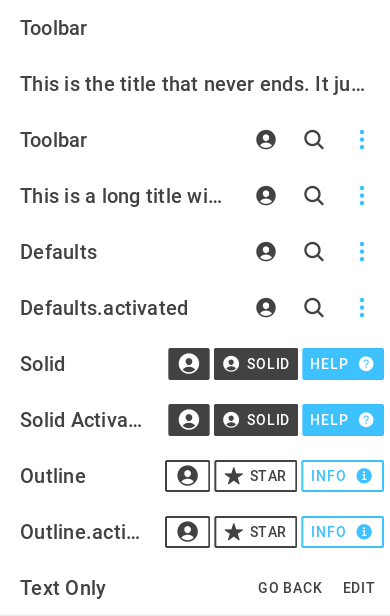 Toolbar
This is the title that never ends. It ju...
Toolbar
This is a long title wi...
Defaults
Defaults.activated
Solid SOLID HELP ?
Solid Activa... SOLID HELP ?
Outline STAR INFO i
Outline.acti... STAR INFO i
Text Only GO BACK EDIT